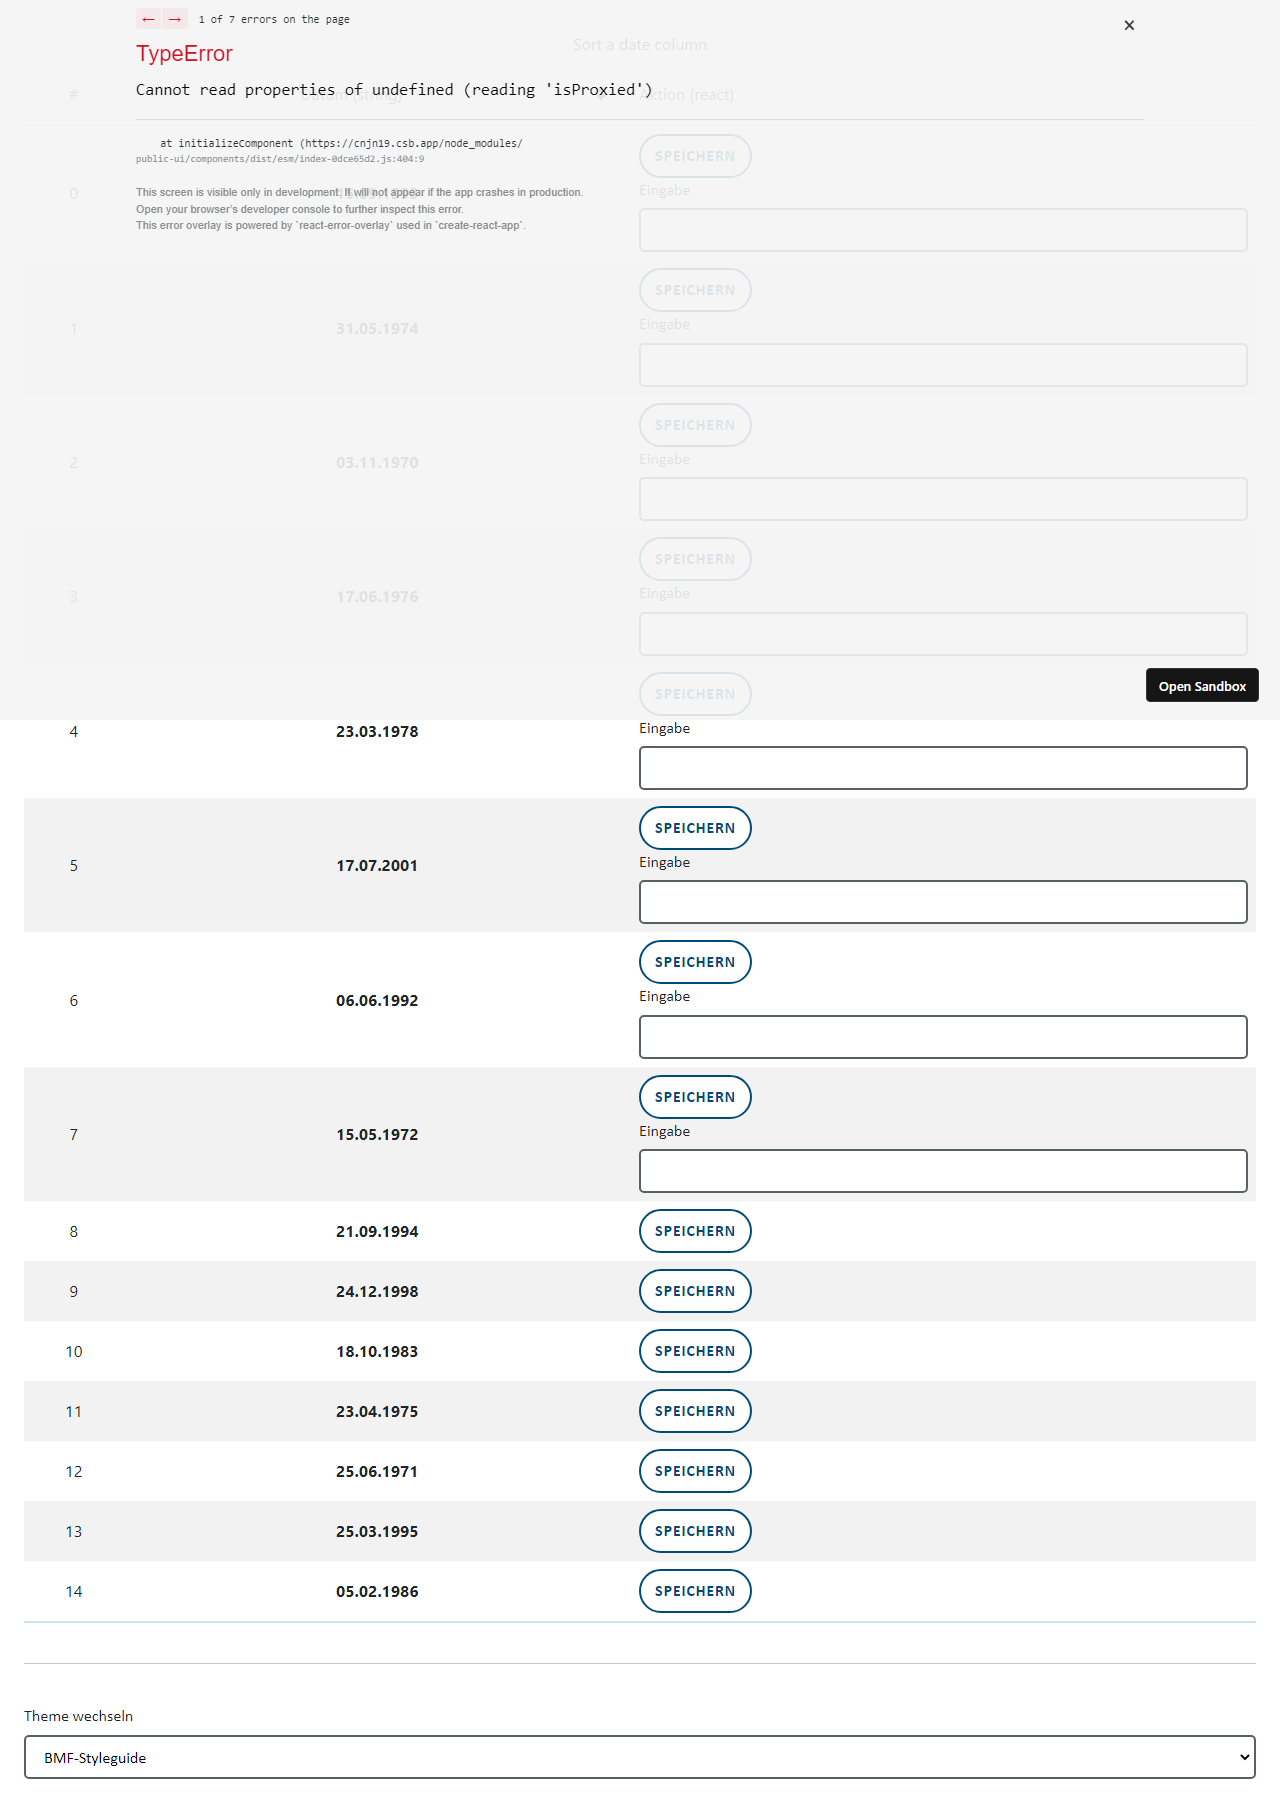 ← → 1 of 7 errors on the page
×
Sort a date column
TypeError
Cannot read properties of undefined (reading 'isProxied')
# Datum (string) Aktion (react)
at initializeComponent (https://cnjn19.csb.app/node_modules/
public-ui/components/dist/esm/index-0dce65d2.js:404:9
SPEICHERN
This screen is visible only in development. It will not appear if the app crashes in production.
Open your browser's developer console to further inspect this error.
This error overlay is powered by `react-error-overlay` used in `create-react-app`.
0
Eingabe
SPEICHERN
1 31.05.1974
Eingabe
SPEICHERN
2 03.11.1970
Eingabe
SPEICHERN
3 17.06.1976
Eingabe
SPEICHERN
Open Sandbox
4 23.03.1978
Eingabe
SPEICHERN
5 17.07.2001
Eingabe
SPEICHERN
6 06.06.1992
Eingabe
SPEICHERN
7 15.05.1972
Eingabe
8 21.09.1994 SPEICHERN
9 24.12.1998 SPEICHERN
10 18.10.1983 SPEICHERN
11 23.04.1975 SPEICHERN
12 25.06.1971 SPEICHERN
13 25.03.1995 SPEICHERN
14 05.02.1986 SPEICHERN
Theme wechseln
BMF-Styleguide